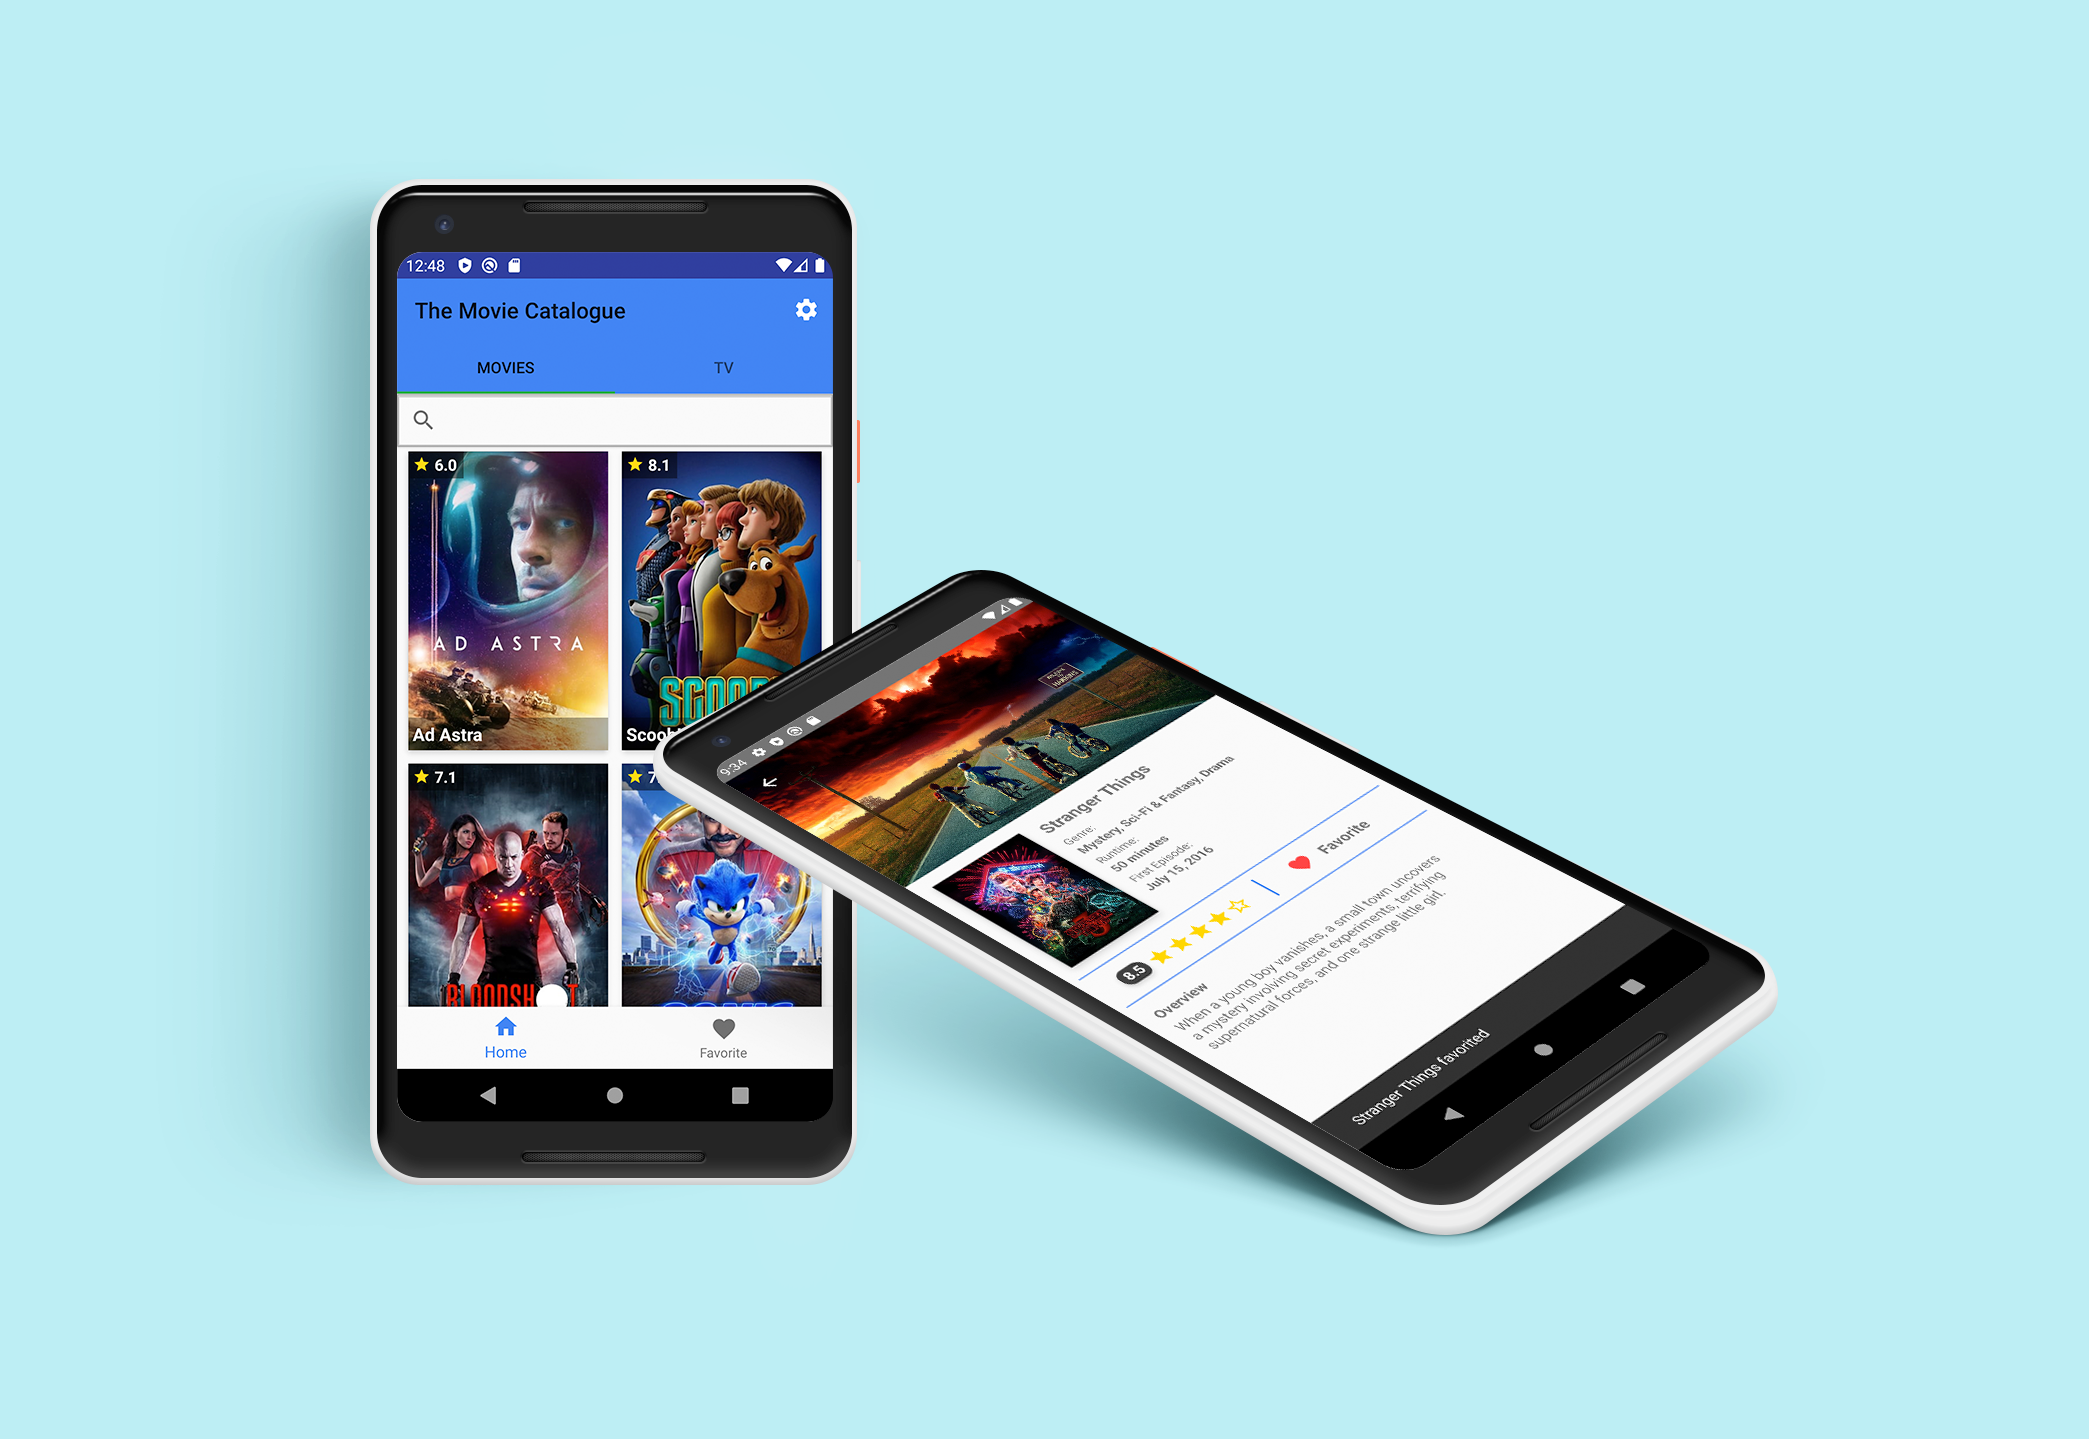 12:48
The Movie Catalogue
MOVIES TV
6.0
8.1
AD ASTRA
Ad Astra
7.1
BLOODSH T
Home Favorite
9:34
HAWKINS
Stranger Things
Genre:
Mystery, Sci-Fi & Fantasy, Drama
Runtime:
50 minutes
First Episode:
July 15, 2016
8.5
Favorite
Overview
When a young boy vanishes, a small town uncovers
a mystery involving secret experiments, terrifying
supernatural forces, and one strange little girl.
Stranger Things favorited